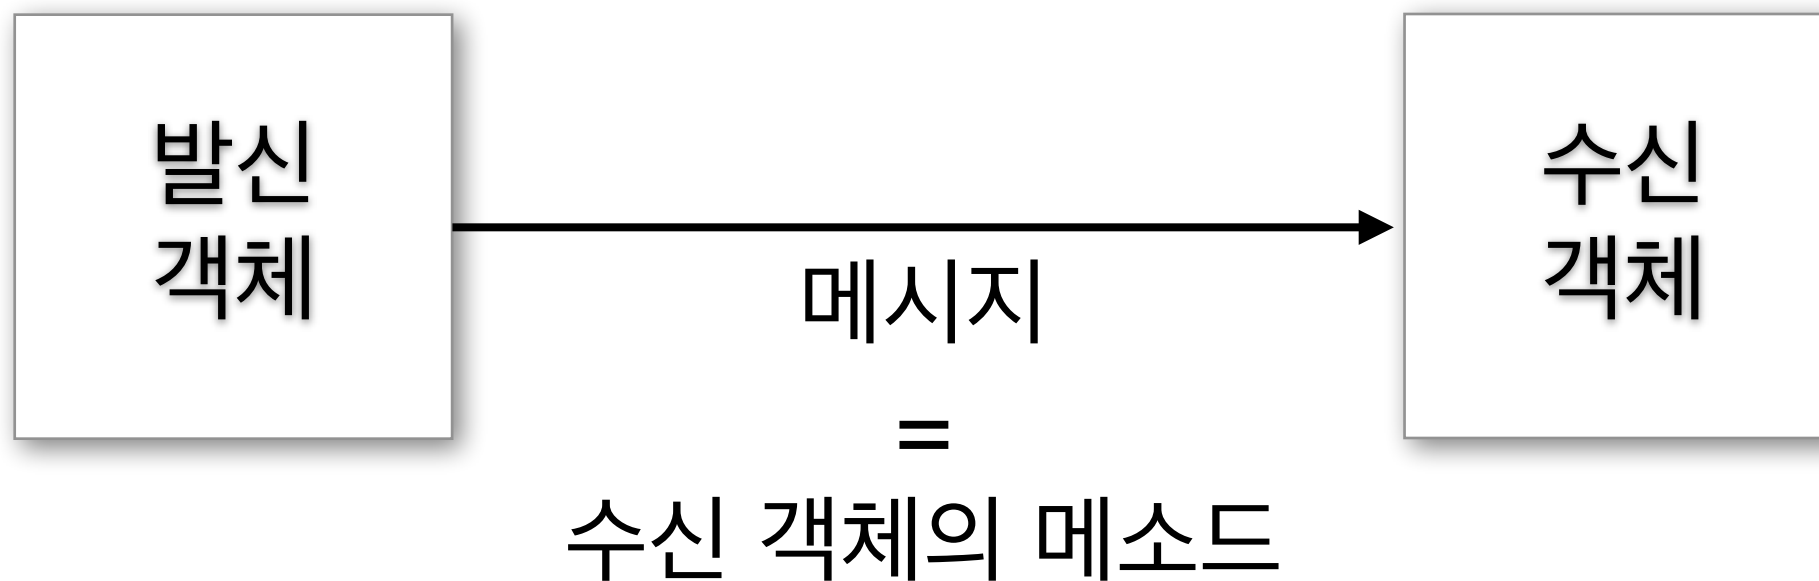 발신
객체
메시지
=
수신 객체의 메소드
수신
객체